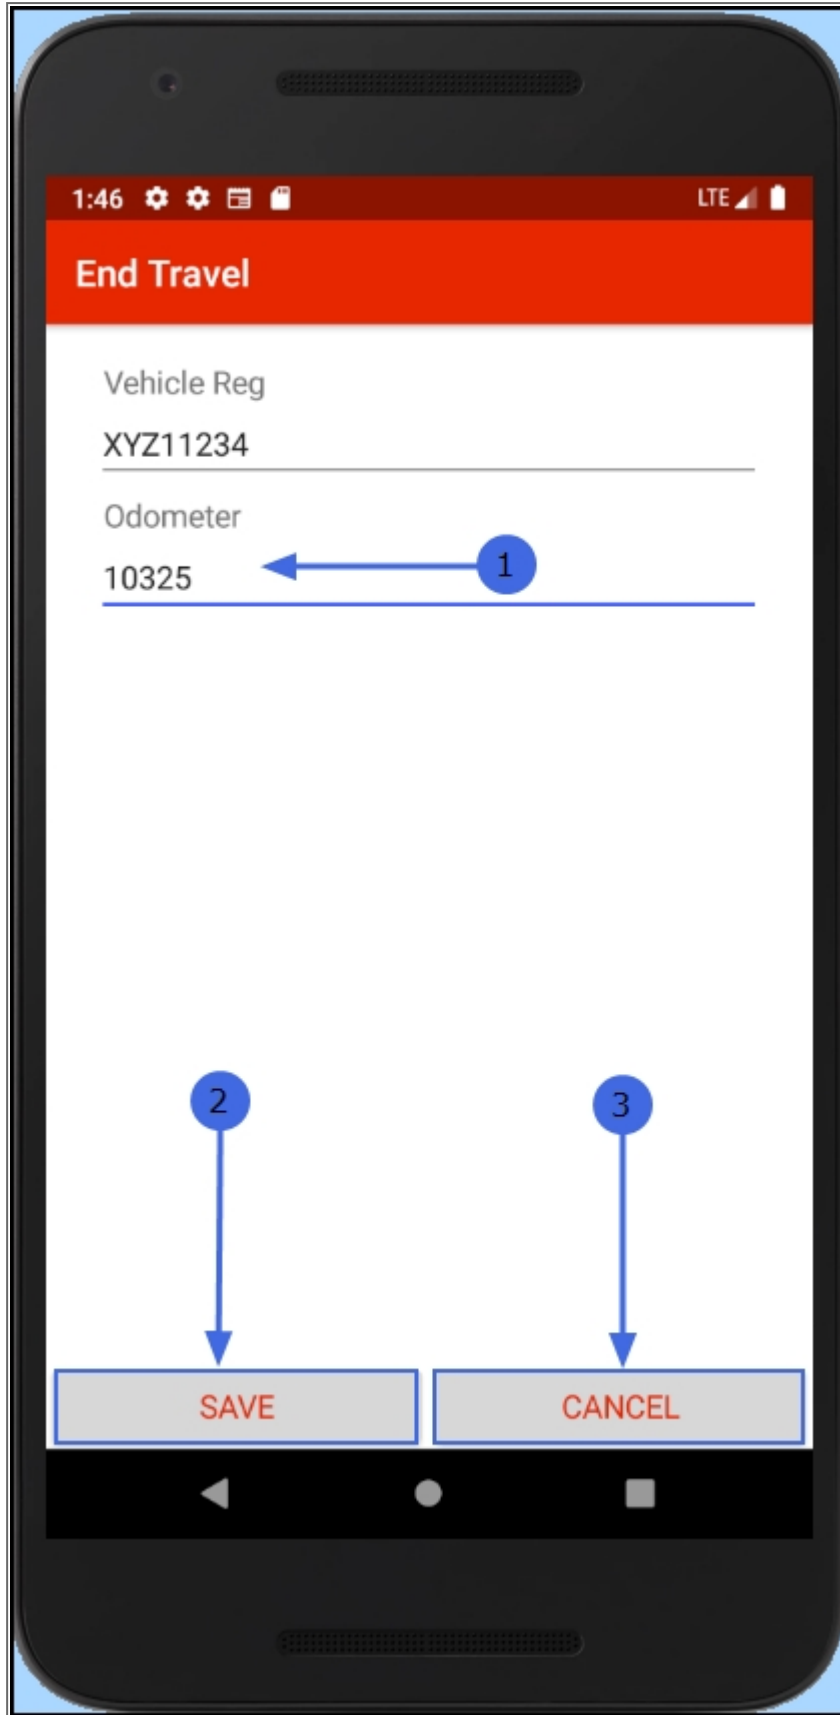 1:46 LTE
End Travel
Vehicle Reg
XYZ11234
Odometer
10325 1
2 3
SAVE CANCEL